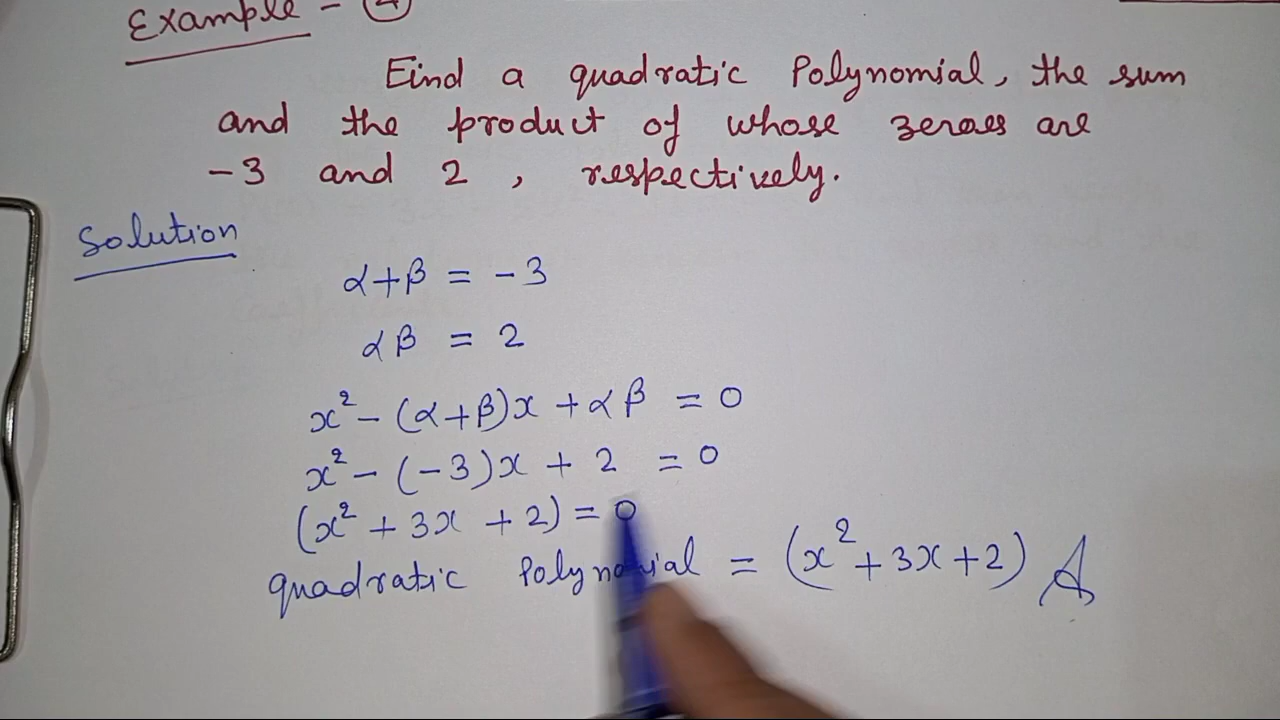 Example - 4
Find a quadratic Polynomial, the sum
and the product of whose zeroes are
-3 and 2, respectively.
Solution
α+β = -3
αβ = 2
x² - (α+β)x + αβ = 0
x² - (-3)x + 2 = 0
(x² + 3x + 2) = 0
quadratic Polynomial = (x² + 3x + 2) A